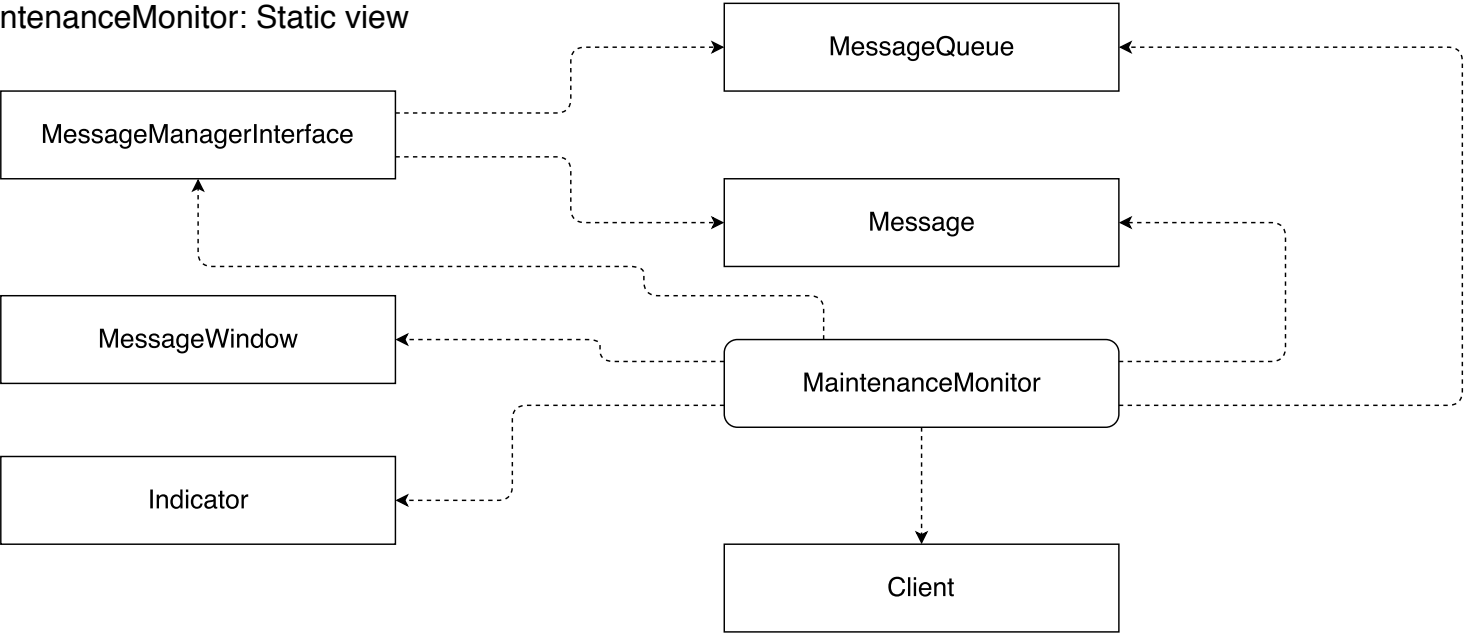 ntenanceMonitor: Static view
MessageQueue
MessageManagerInterface
Message
MessageWindow
MaintenanceMonitor
Indicator
Client